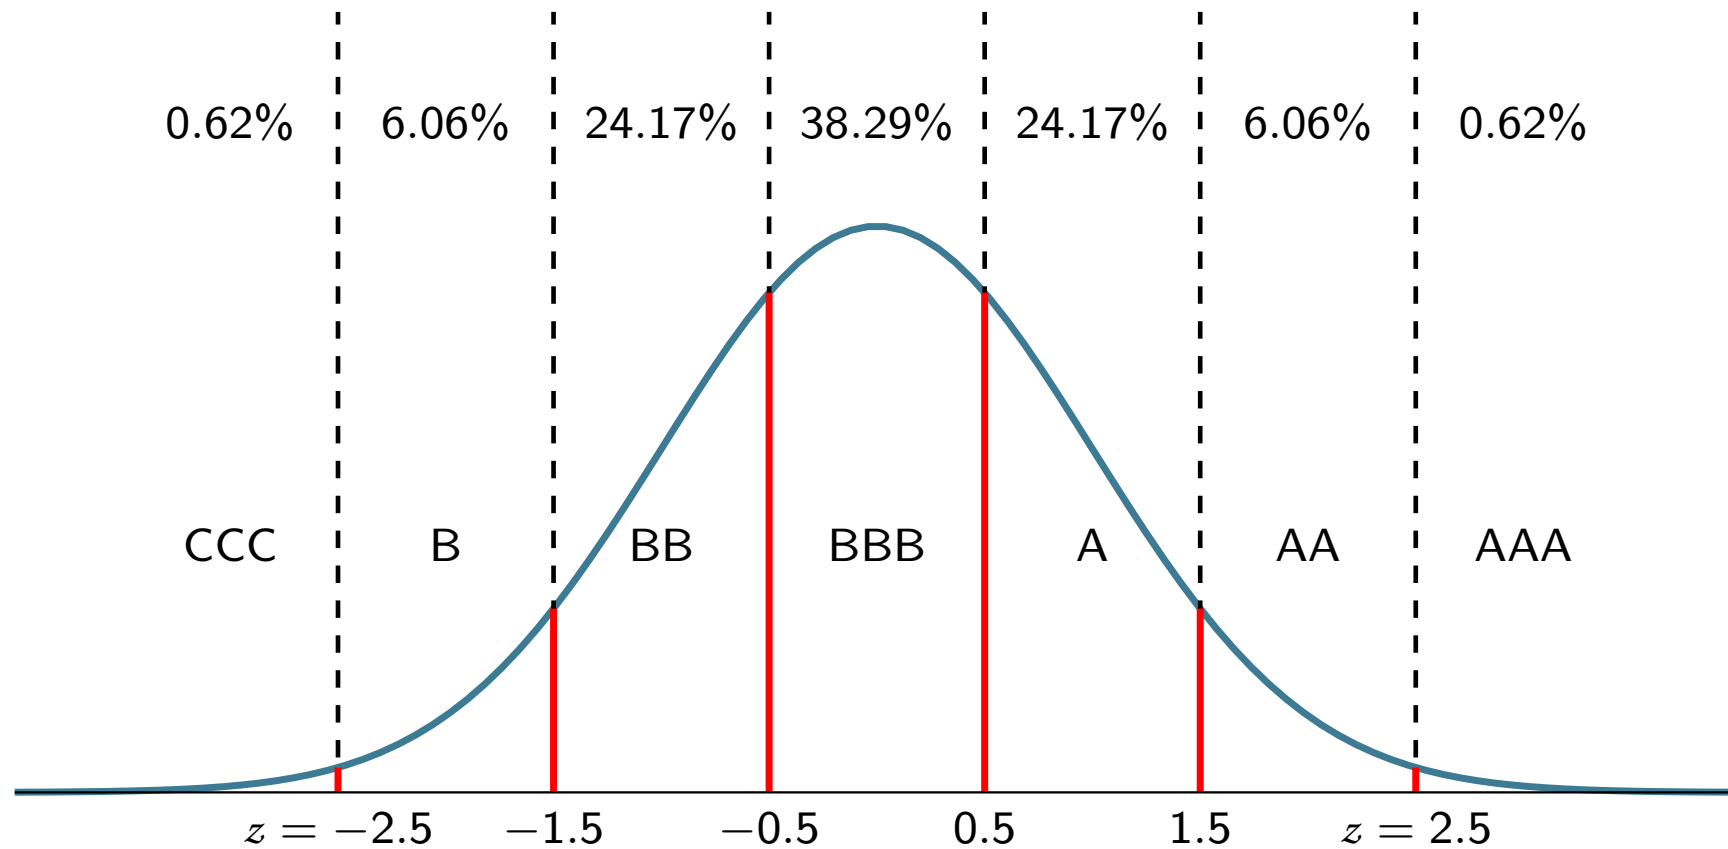 0.62% 6.06% 24.17% 38.29% 24.17% 6.06% 0.62%
CCC B BB BBB A AA AAA
z = −2.5 −1.5 −0.5 0.5 1.5 z = 2.5